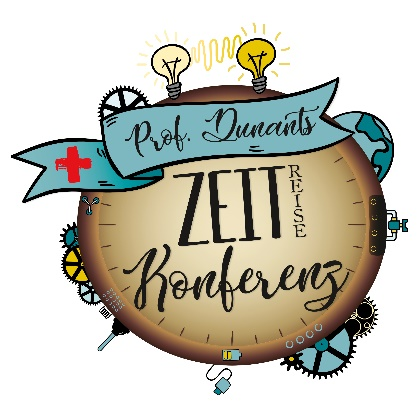 Prof. Dunants
ZEIT
REISE
Konferenz